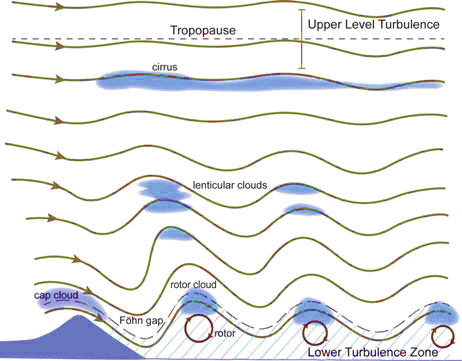 Upper Level Turbulence
Tropopause
cirrus
lenticular clouds
rotor cloud
cap cloud
Föhn gap
rotor
Lower Turbulence Zone